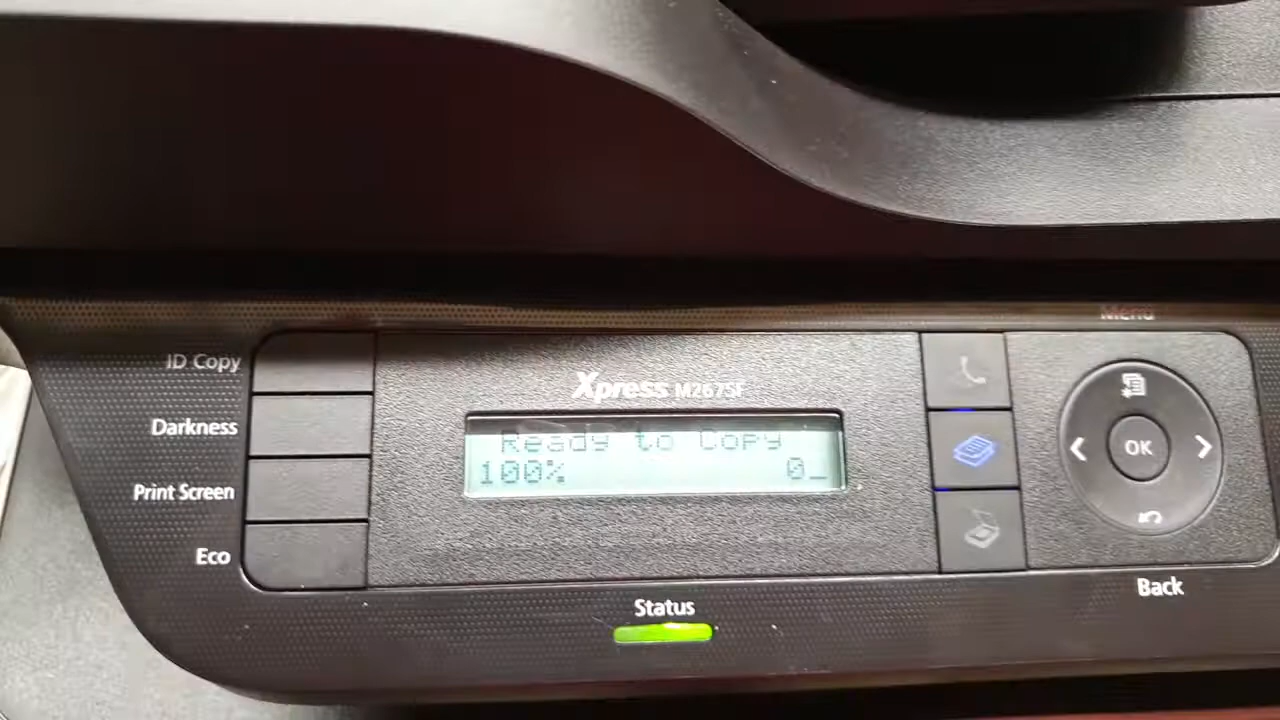 Menu
ID Copy
Xpress M2675F
Darkness
Ready to Copy
OK
100% 0_
Print Screen
Eco
Back
Status